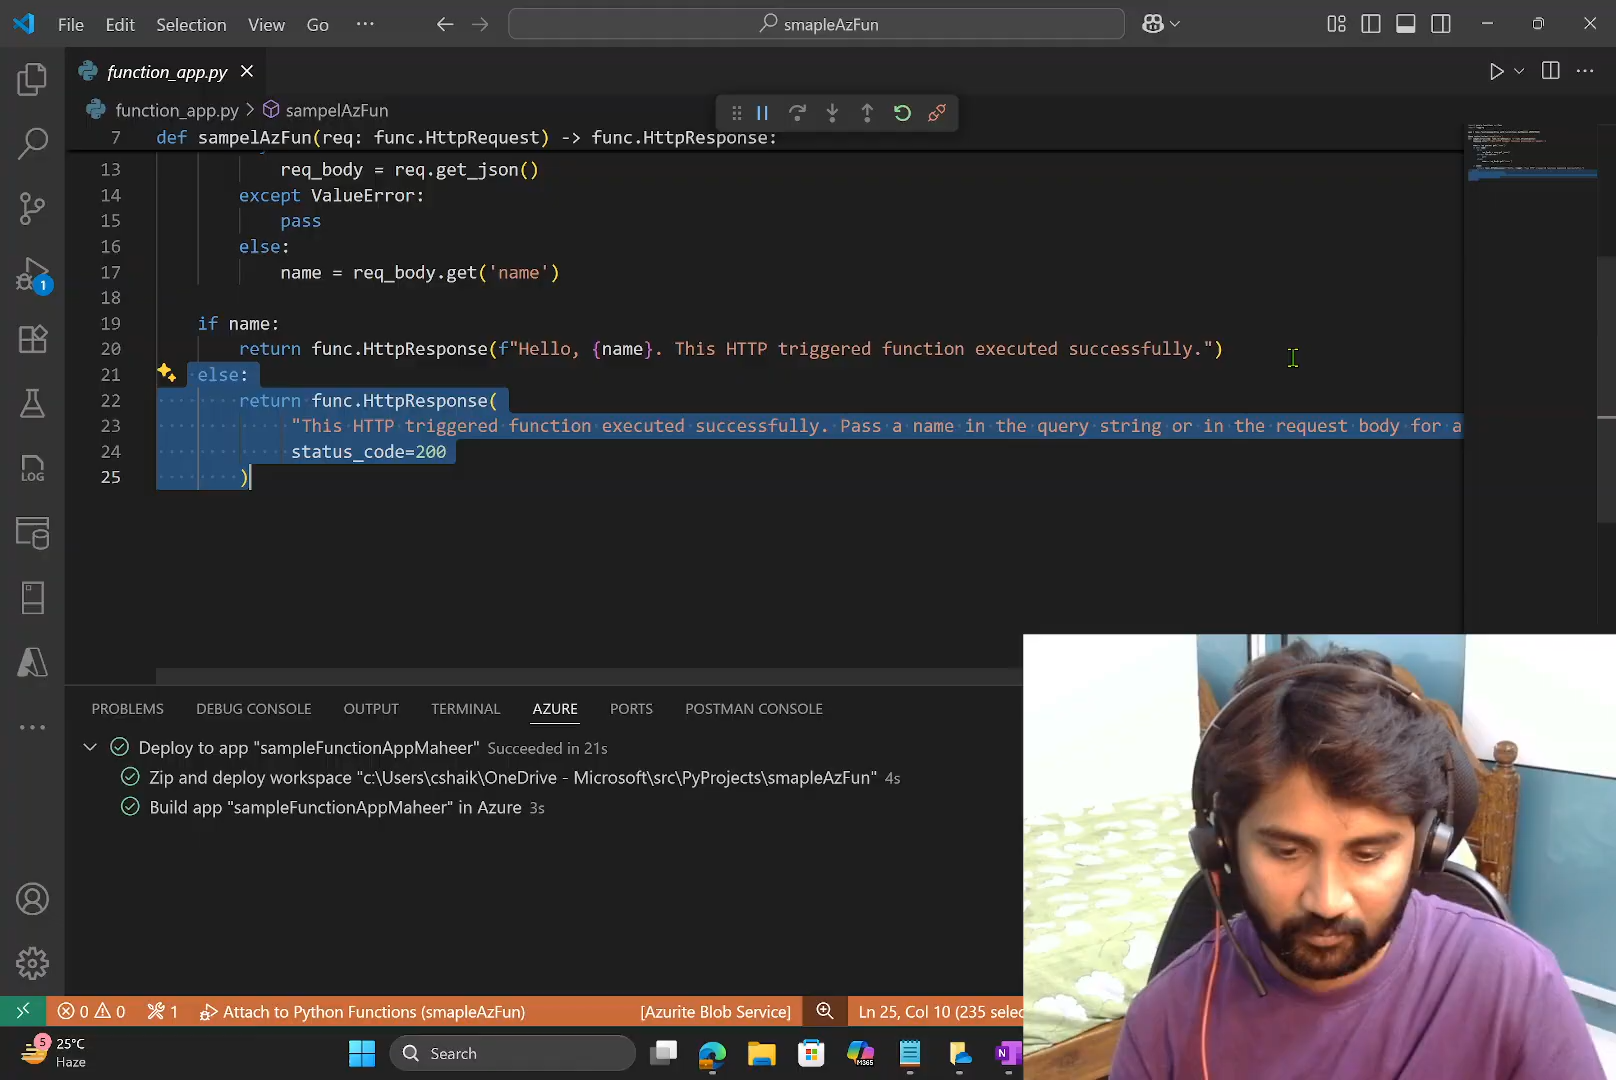 File Edit Selection View Go ··· smapleAzFun
function_app.py
function_app.py > sampelAzFun
7 def sampelAzFun(req: func.HttpRequest) -> func.HttpResponse:
13 req_body = req.get_json()
14 except ValueError:
15 pass
16 else:
17 name = req_body.get('name')
18
19 if name:
20 return func.HttpResponse(f"Hello, {name}. This HTTP triggered function executed successfully.")
21 else:
22 return func.HttpResponse(
23 "This HTTP triggered function executed successfully. Pass a name in the query string or in the request body for a
24 status_code=200
25 )
1
LOG
PROBLEMS DEBUG CONSOLE OUTPUT TERMINAL AZURE PORTS POSTMAN CONSOLE
Deploy to app "sampleFunctionAppMaheer" Succeeded in 21s
Zip and deploy workspace "c:\Users\cshaik\OneDrive - Microsoft\src\PyProjects\smapleAzFun" 4s
Build app "sampleFunctionAppMaheer" in Azure 3s
0 0 1 Attach to Python Functions (smapleAzFun) [Azurite Blob Service] Ln 25, Col 10 (235 selec
5 25°C
Haze
Search
M365
N